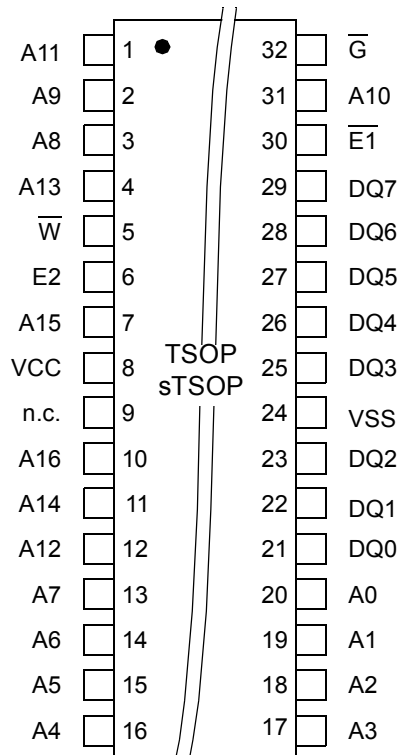 A11 1 32 G̅
A9 2 31 A10
A8 3 30 E̅1̅
A13 4 29 DQ7
W̅ 5 28 DQ6
E2 6 27 DQ5
A15 7 26 DQ4
VCC 8 TSOP 25 DQ3
sTSOP
n.c. 9 24 VSS
A16 10 23 DQ2
A14 11 22 DQ1
A12 12 21 DQ0
A7 13 20 A0
A6 14 19 A1
A5 15 18 A2
A4 16 17 A3